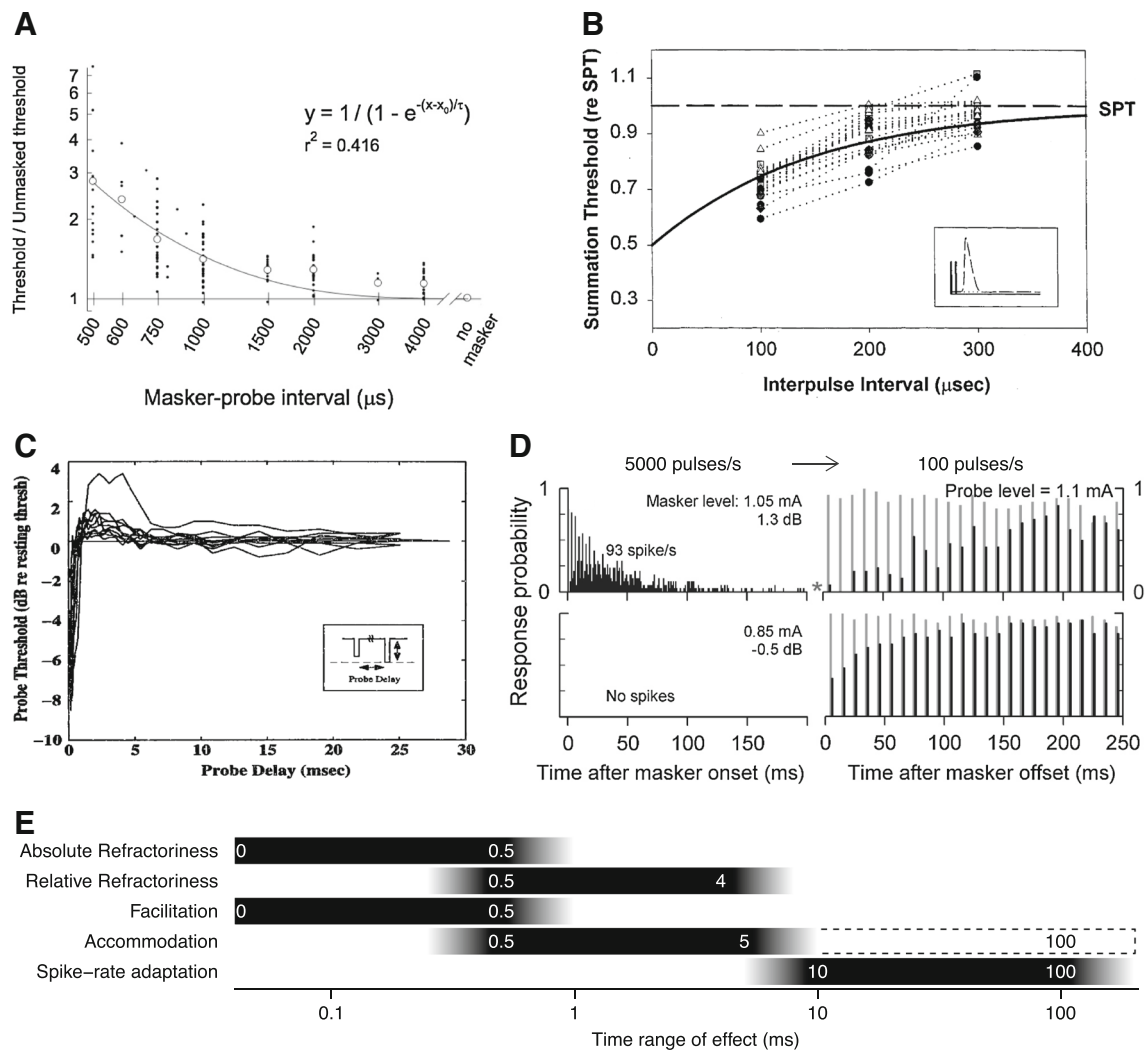 A
Threshold / Unmasked threshold
7
6
5
4
3
2
1
y = 1 / (1 - e^-(x-x₀)/τ)
r² = 0.416
500
600
750
1000
1500
2000
3000
4000
no masker
Masker-probe interval (μs)
B
Summation Threshold (re SPT)
1.1
0.9
0.7
0.5
0.3
SPT
0
100
200
300
400
Interpulse Interval (μsec)
C
Probe Threshold (dB re resting thresh)
4
2
0
−2
−4
−6
−8
−10
Probe Delay
0
5
10
15
20
25
30
Probe Delay (msec)
D
5000 pulses/s → 100 pulses/s
Response probability
1
0
Masker level: 1.05 mA
1.3 dB
93 spike/s
*
Probe level = 1.1 mA
1
0
0.85 mA
-0.5 dB
No spikes
0 50 100 150
0 50 100 150 200 250
Time after masker onset (ms)
Time after masker offset (ms)
E
Absolute Refractoriness 0 0.5
Relative Refractoriness 0.5 4
Facilitation 0 0.5
Accommodation 0.5 5 100
Spike−rate adaptation 10 100
0.1 1 10 100
Time range of effect (ms)